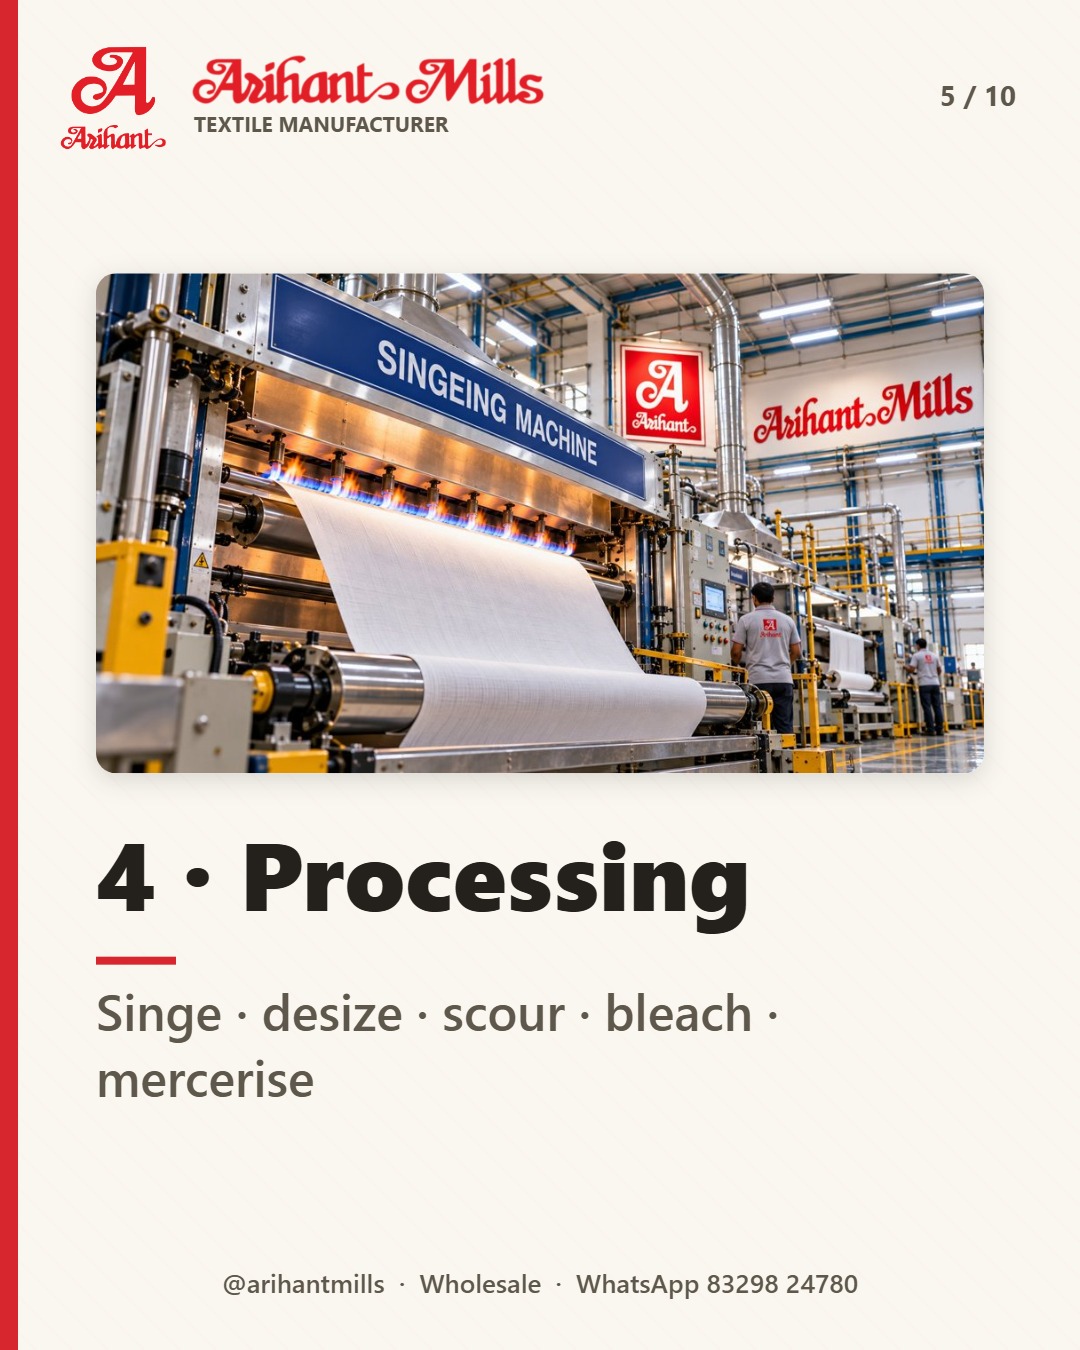 A
Arihant
Arihant Mills
TEXTILE MANUFACTURER
5 / 10
SINGEING MACHINE
A
Arihant
Arihant Mills
A
Arihant
4 · Processing
Singe · desize · scour · bleach ·
mercerise
@arihantmills · Wholesale · WhatsApp 83298 24780